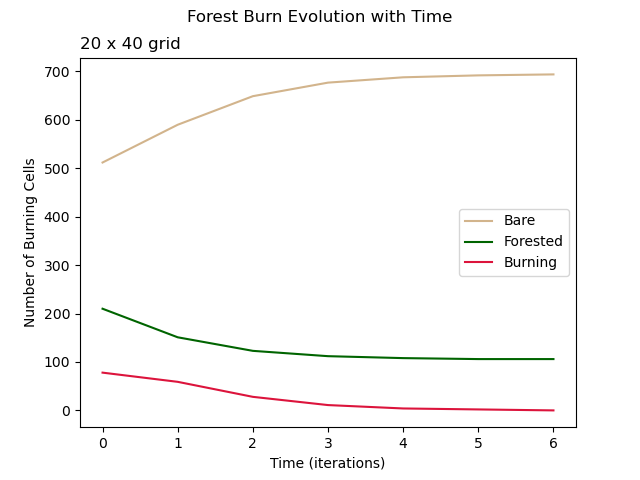 Forest Burn Evolution with Time
20 x 40 grid
Number of Burning Cells
700
600
500
400
300
200
100
0
Bare
Forested
Burning
0 1 2 3 4 5 6
Time (iterations)